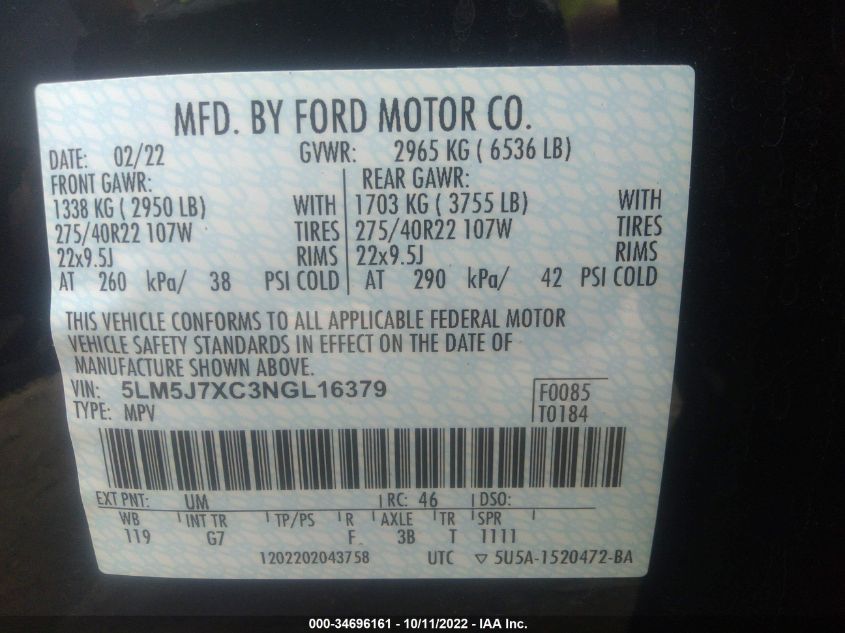 MFD. BY FORD MOTOR CO.
DATE: 02/22 GVWR: 2965 KG ( 6536 LB)
FRONT GAWR: REAR GAWR:
1338 KG ( 2950 LB) WITH 1703 KG ( 3755 LB) WITH
275/40R22 107W TIRES 275/40R22 107W TIRES
22x9.5J RIMS 22x9.5J RIMS
AT 260 kPa/ 38 PSI COLD AT 290 kPa/ 42 PSI COLD
THIS VEHICLE CONFORMS TO ALL APPLICABLE FEDERAL MOTOR
VEHICLE SAFETY STANDARDS IN EFFECT ON THE DATE OF
MANUFACTURE SHOWN ABOVE.
VIN: 5LM5J7XC3NGL16379 F0085
TYPE: MPV T0184
EXT PNT: UM RC: 46 DSO:
WB INT TR TP/PS R AXLE TR SPR
119 G7 F 3B T 1111
1202202043758 UTC ▽ 5U5A-1520472-BA
000-34696161 - 10/11/2022 - IAA Inc.